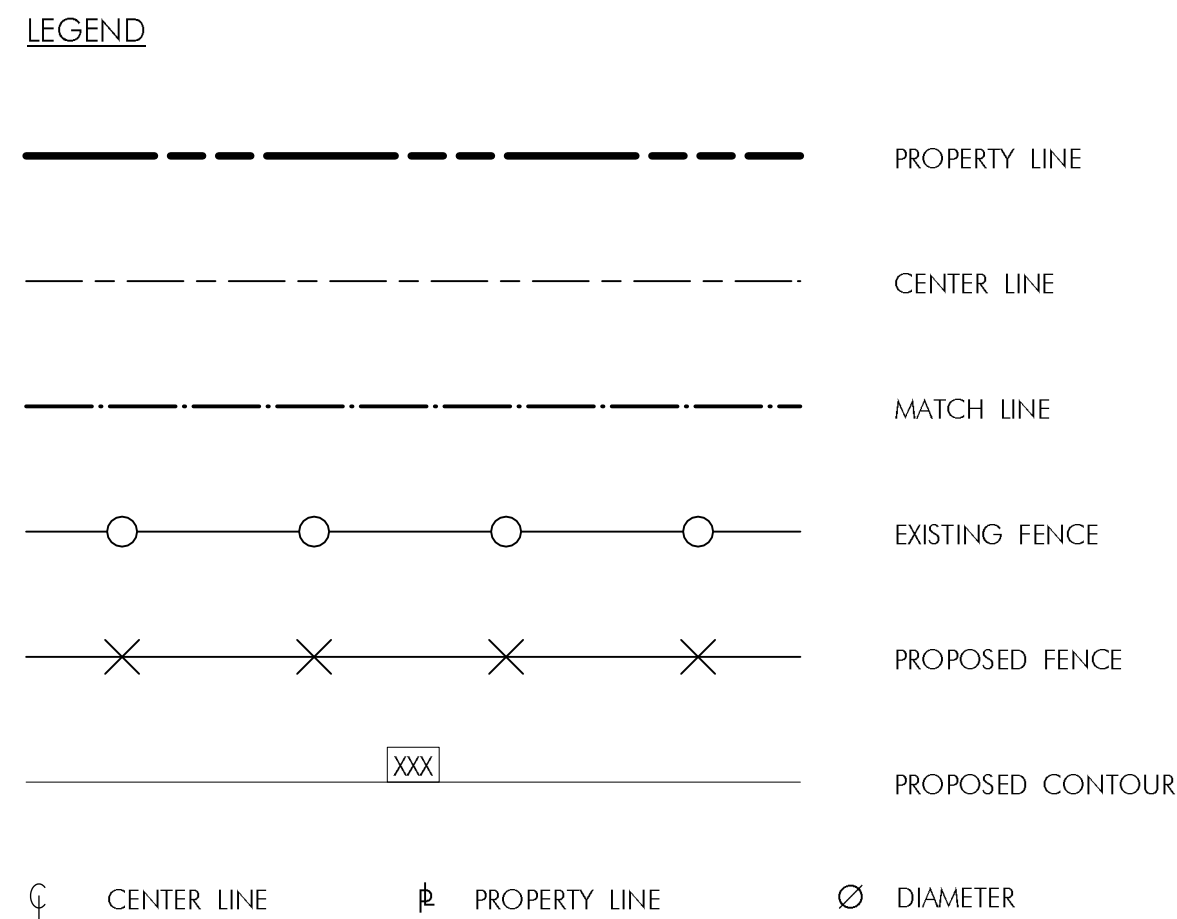 LEGEND
PROPERTY LINE
CENTER LINE
MATCH LINE
EXISTING FENCE
PROPOSED FENCE
XXX
PROPOSED CONTOUR
℄ CENTER LINE ⅊ PROPERTY LINE Ø DIAMETER